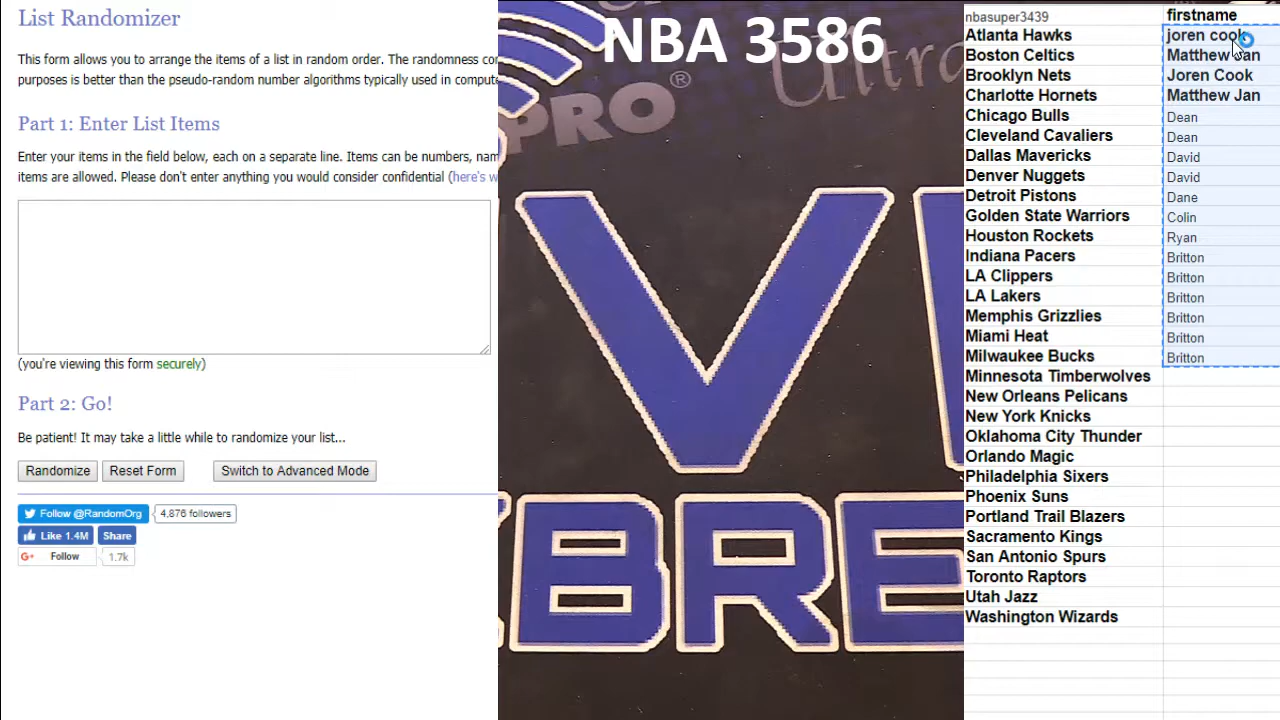 List Randomizer
This form allows you to arrange the items of a list in random order. The randomness
purposes is better than the pseudo-random number algorithms typically used in
Part 1: Enter List Items
Enter your items in the field below, each on a separate line. Items can be numbers,
items are allowed. Please don't enter anything you would consider confidential (here's
(you're viewing this form securely)
Part 2: Go!
Be patient! It may take a little while to randomize your list...
Randomize
Reset Form
Switch to Advanced Mode
Follow @RandomOrg
4,876 followers
Like 1.4M
Share
G+ Follow
1.7k
NBA 3586
Ultra
PRO®
V
BRE
nbasuper3439 firstname
Atlanta Hawks joren cook
Boston Celtics Matthew Jan
Brooklyn Nets Joren Cook
Charlotte Hornets Matthew Jan
Chicago Bulls Dean
Cleveland Cavaliers Dean
Dallas Mavericks David
Denver Nuggets David
Detroit Pistons Dane
Golden State Warriors Colin
Houston Rockets Ryan
Indiana Pacers Britton
LA Clippers Britton
LA Lakers Britton
Memphis Grizzlies Britton
Miami Heat Britton
Milwaukee Bucks Britton
Minnesota Timberwolves
New Orleans Pelicans
New York Knicks
Oklahoma City Thunder
Orlando Magic
Philadelphia Sixers
Phoenix Suns
Portland Trail Blazers
Sacramento Kings
San Antonio Spurs
Toronto Raptors
Utah Jazz
Washington Wizards